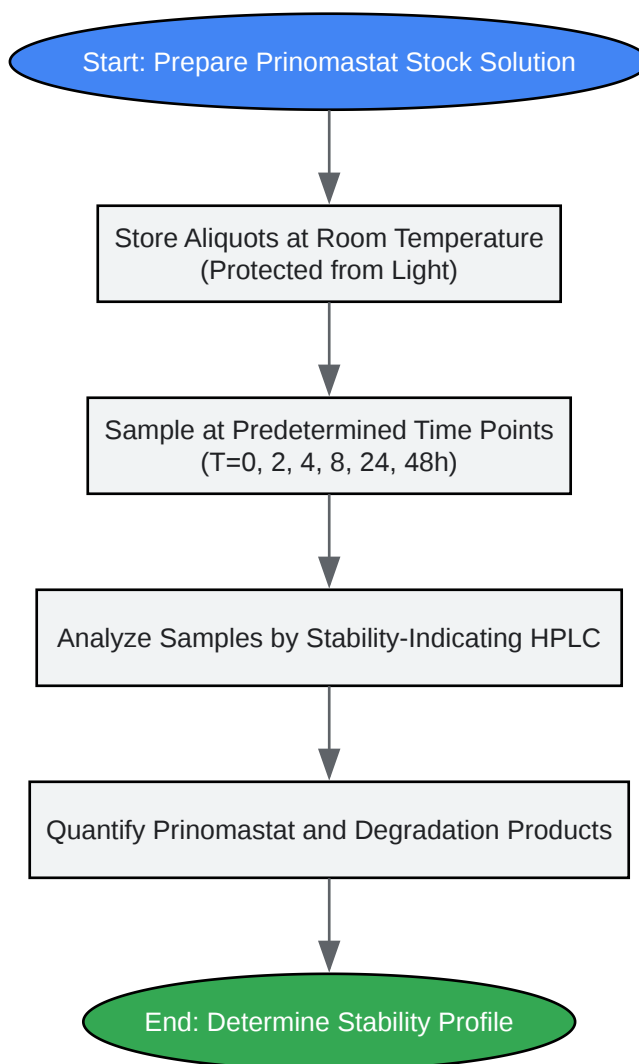 Start: Prepare Prinomastat Stock Solution
Store Aliquots at Room Temperature
(Protected from Light)
Sample at Predetermined Time Points
(T=0, 2, 4, 8, 24, 48h)
Analyze Samples by Stability-Indicating HPLC
Quantify Prinomastat and Degradation Products
End: Determine Stability Profile